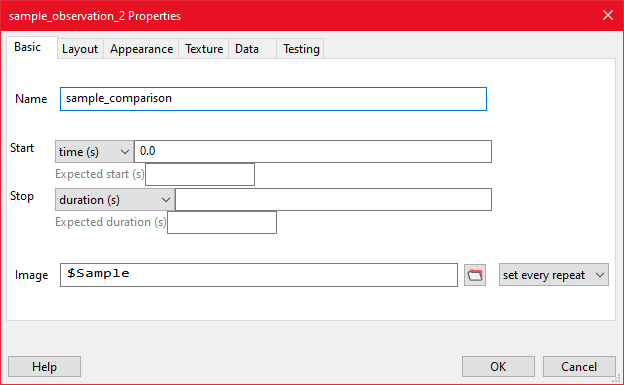 sample_observation_2 Properties
Basic Layout Appearance Texture Data Testing
Name sample_comparison
Start time (s) 0.0
Expected start (s)
Stop duration (s)
Expected duration (s)
Image $Sample set every repeat
Help OK Cancel